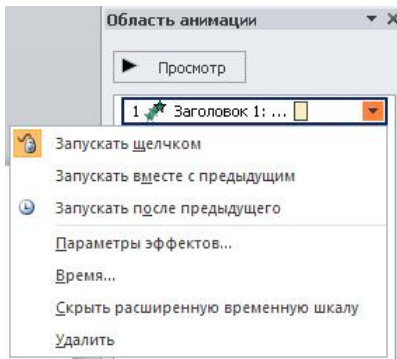 Область анимации
Просмотр
1 Заголовок 1: ...
Запускать щелчком
Запускать вместе с предыдущим
Запускать после предыдущего
Параметры эффектов...
Время...
Скрыть расширенную временную шкалу
Удалить